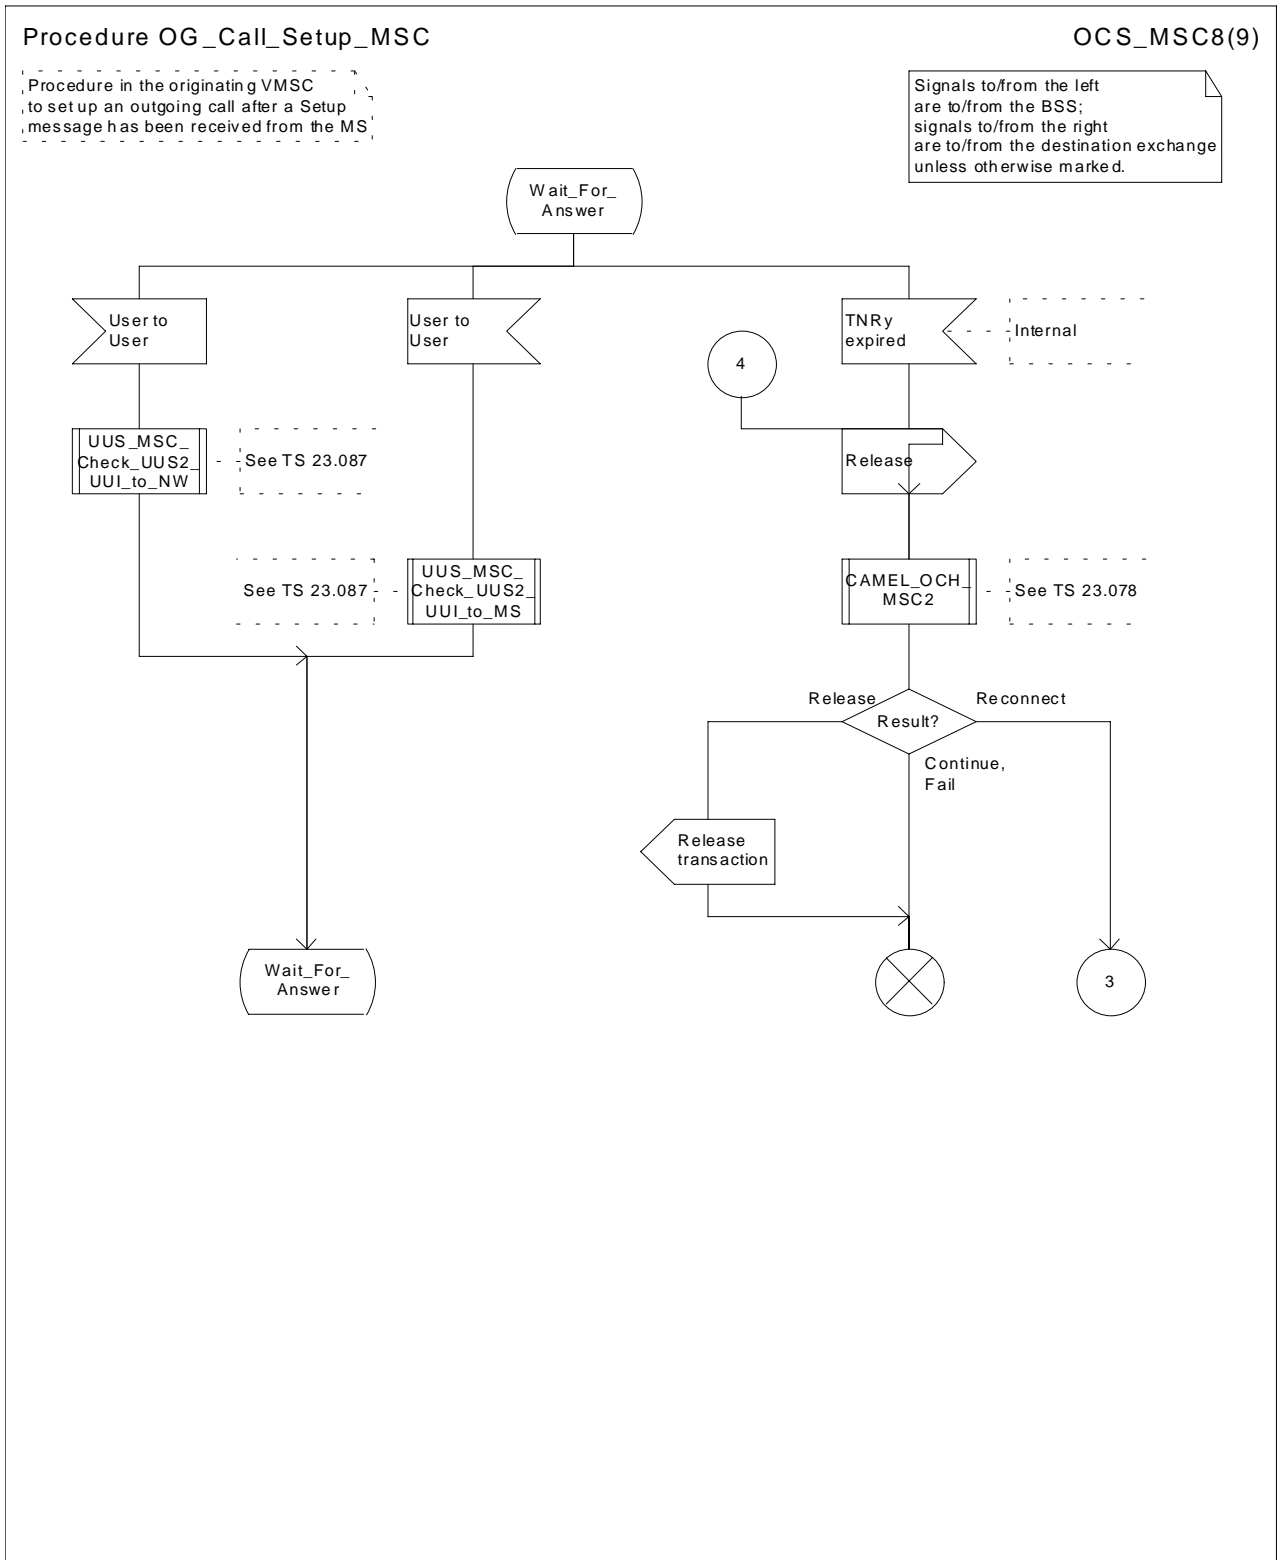 Procedure OG_Call_Setup_MSC
OCS_MSC8(9)
Procedure in the originating VMSC
to set up an outgoing call after a Setup
message has been received from the MS
Signals to/from the left
are to/from the BSS;
signals to/from the right
are to/from the destination exchange
unless otherwise marked.
Wait_For_
Answer
User to
User
User to
User
TNRy
expired
Internal
4
UUS_MSC_
Check_UUS2_
UUI_to_NW
See TS 23.087
Release
See TS 23.087
UUS_MSC_
Check_UUS2_
UUI_to_MS
CAMEL_OCH_
MSC2
See TS 23.078
Release
Reconnect
Result?
Continue,
Fail
Release
transaction
Wait_For_
Answer
3